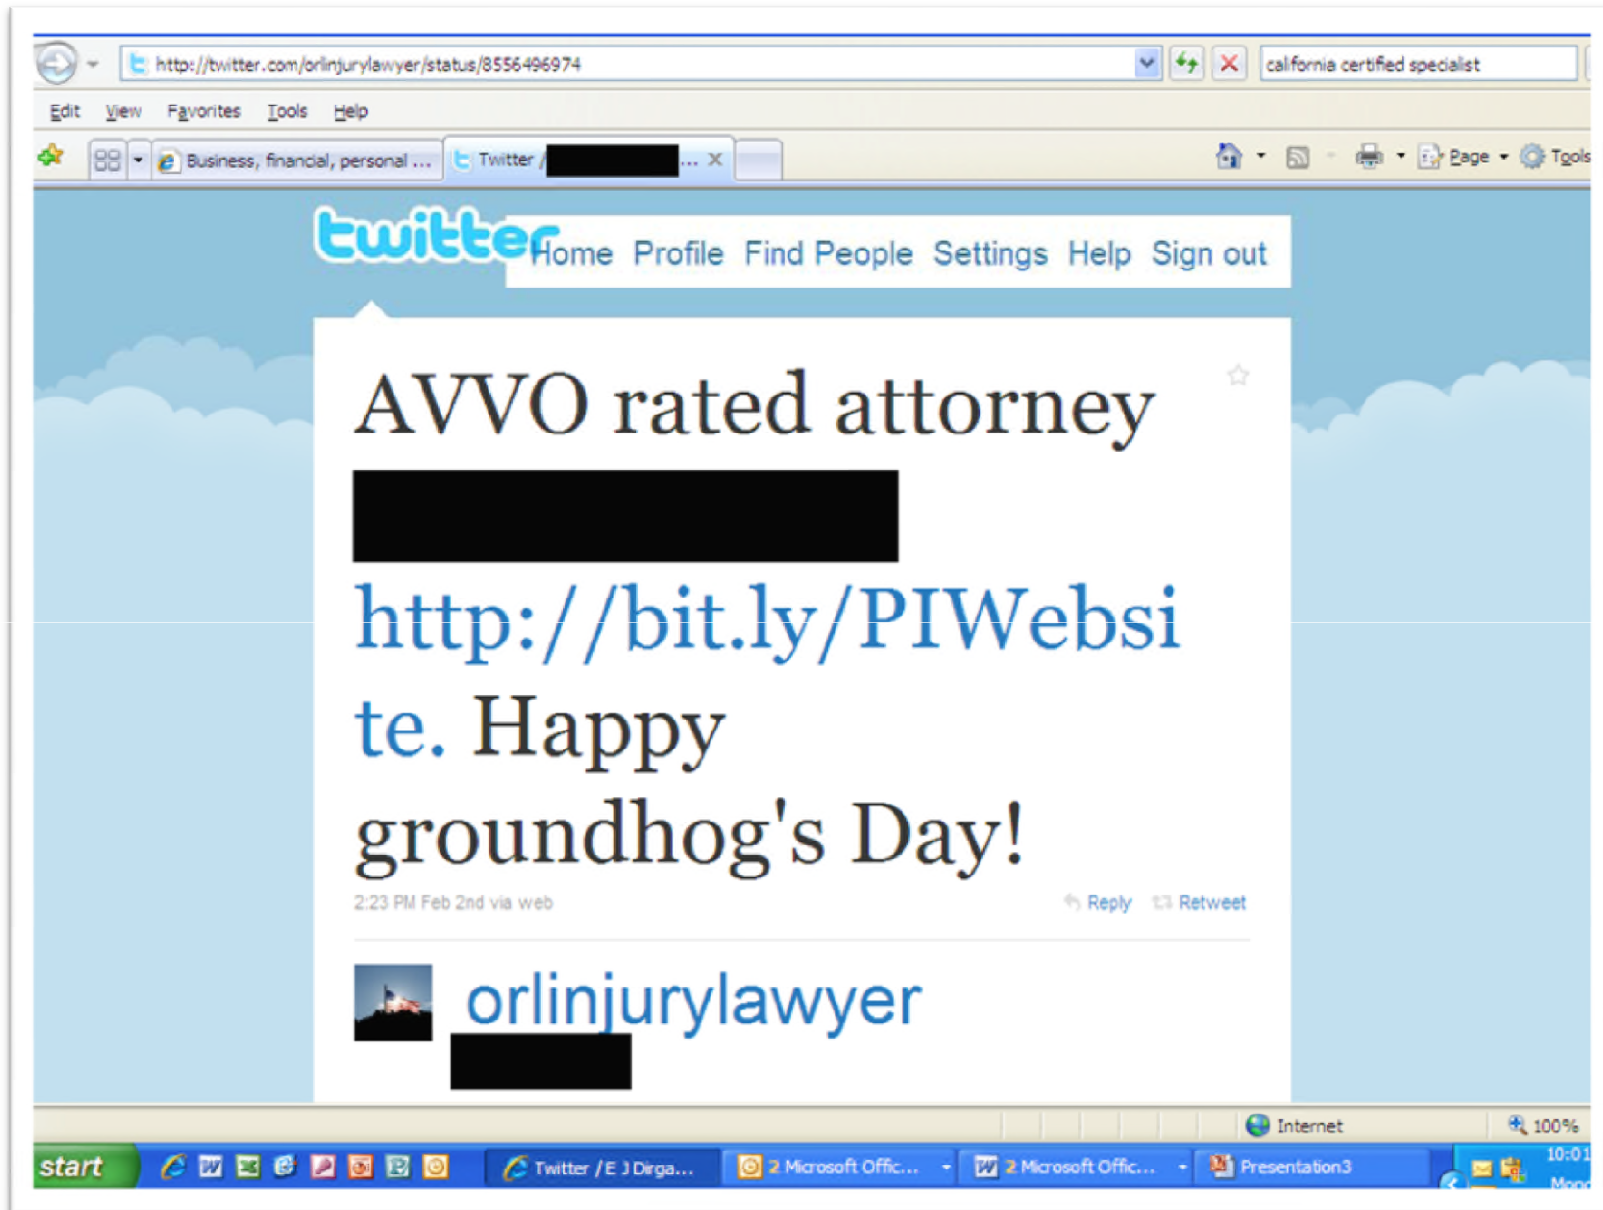 http://twitter.com/orlinjurylawyer/status/8556496974
california certified specialist
Edit View Favorites Tools Help
Business, financial, personal ...
Twitter / ...
Page
Tools
twitter
Home Profile Find People Settings Help Sign out
AVVO rated attorney
http://bit.ly/PIWebsi
te. Happy
groundhog's Day!
2:23 PM Feb 2nd via web
Reply Retweet
orlinjurylawyer
Internet
100%
start
Twitter / E J Dirga...
2 Microsoft Offic...
2 Microsoft Offic...
Presentation3
10:01